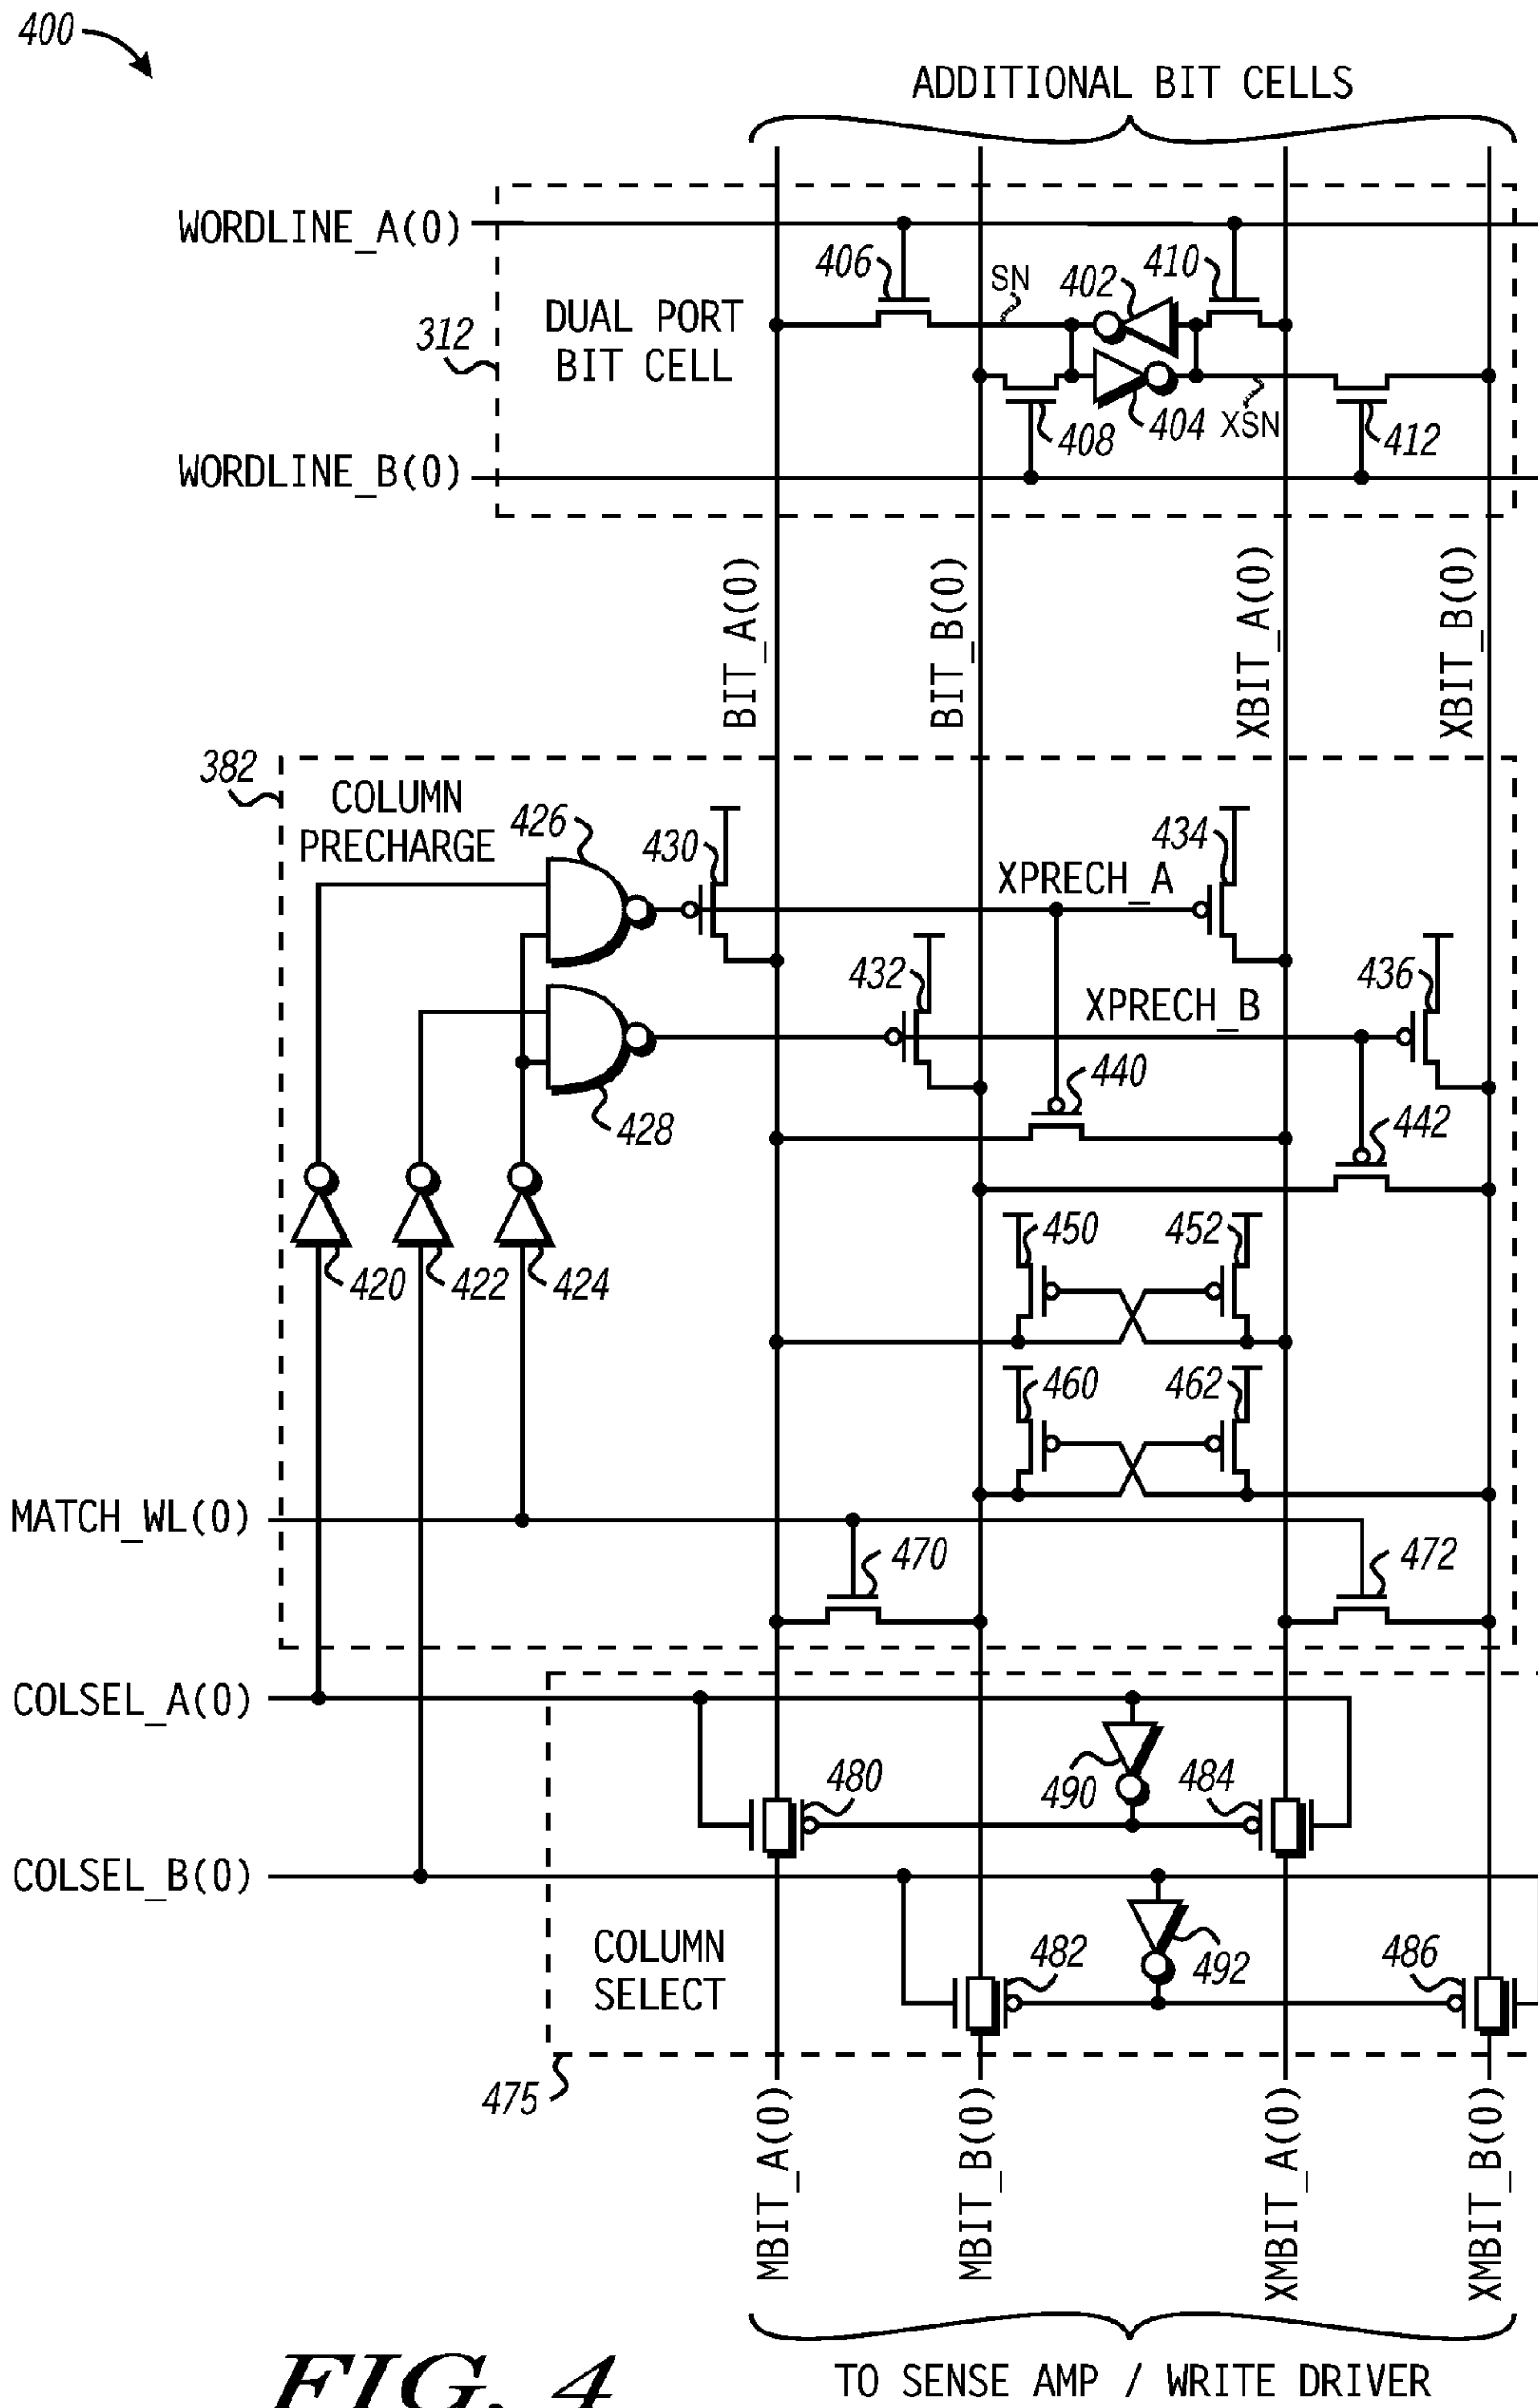 400
ADDITIONAL BIT CELLS
WORDLINE_A(0)
406
SN
402
410
312
DUAL PORT
BIT CELL
408
404
XSN
412
WORDLINE_B(0)
BIT_A(0)
BIT_B(0)
XBIT_A(0)
XBIT_B(0)
382
COLUMN
PRECHARGE
426
430
434
XPRECH_A
432
436
XPRECH_B
428
440
442
420
422
424
450
452
460
462
MATCH_WL(0)
470
472
COLSEL_A(0)
480
490
484
COLSEL_B(0)
COLUMN
SELECT
482
492
486
475
MBIT_A(0)
MBIT_B(0)
XMBIT_A(0)
XMBIT_B(0)
TO SENSE AMP / WRITE DRIVER
FIG. 4